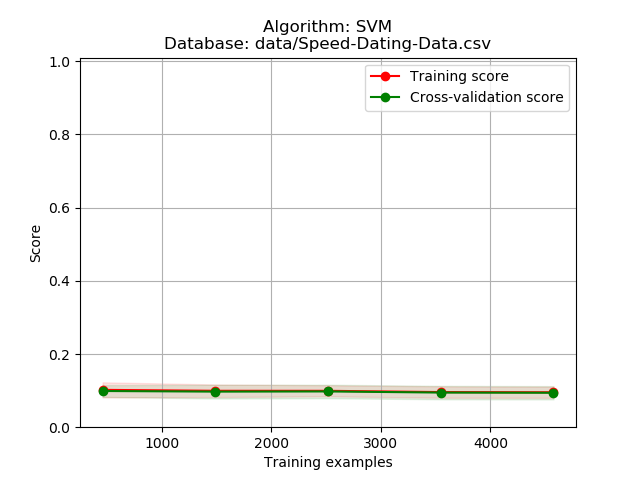 Algorithm: SVM
Database: data/Speed-Dating-Data.csv
1.0
Training score
Cross-validation score
0.8
0.6
Score
0.4
0.2
0.0
1000 2000 3000 4000
Training examples